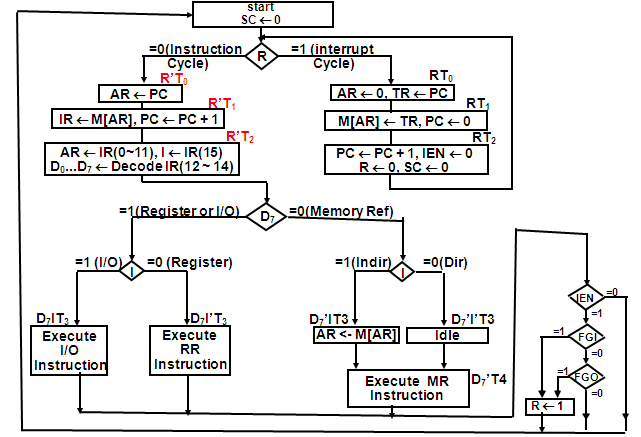 start
SC ← 0
=0(Instruction Cycle)
R
=1 (interrupt Cycle)
R'T0
AR ← PC
R'T1
IR ← M[AR], PC ← PC + 1
R'T2
AR ← IR(0~11), I ← IR(15)
D0...D7 ← Decode IR(12 ~ 14)
RT0
AR ← 0, TR ← PC
RT1
M[AR] ← TR, PC ← 0
RT2
PC ← PC + 1, IEN ← 0
R ← 0, SC ← 0
=1(Register or I/O)
D7
=0(Memory Ref)
=1 (I/O)
I
=0 (Register)
=1(Indir)
I
=0(Dir)
D7IT3
Execute
I/O
Instruction
D7I'T3
Execute
RR
Instruction
D7'IT3
AR <- M[AR]
D7'I'T3
Idle
Execute MR
Instruction
D7'T4
IEN
=0
=1
=1
FGI
=0
=1
FGO
=0
R ← 1